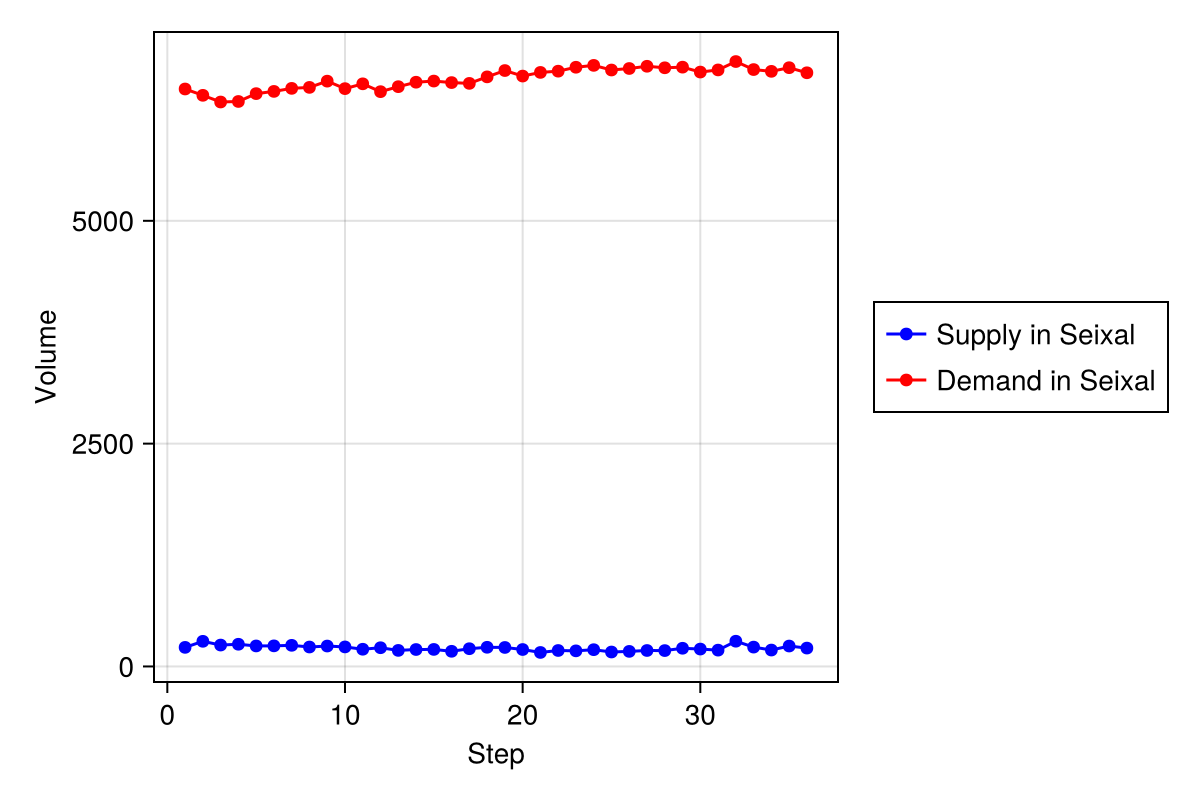 5000
2500
0
Volume
0 10 20 30
Step
Supply in Seixal
Demand in Seixal